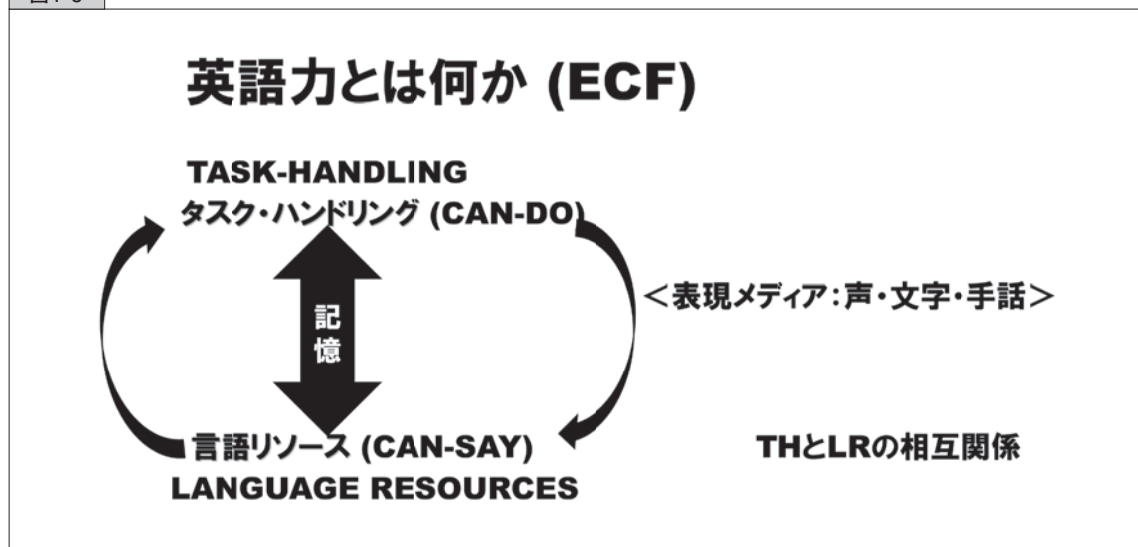 英語力とは何か (ECF)
TASK-HANDLING
タスク・ハンドリング (CAN-DO)
記憶
＜表現メディア：声・文字・手話＞
言語リソース (CAN-SAY)
LANGUAGE RESOURCES
THとLRの相互関係